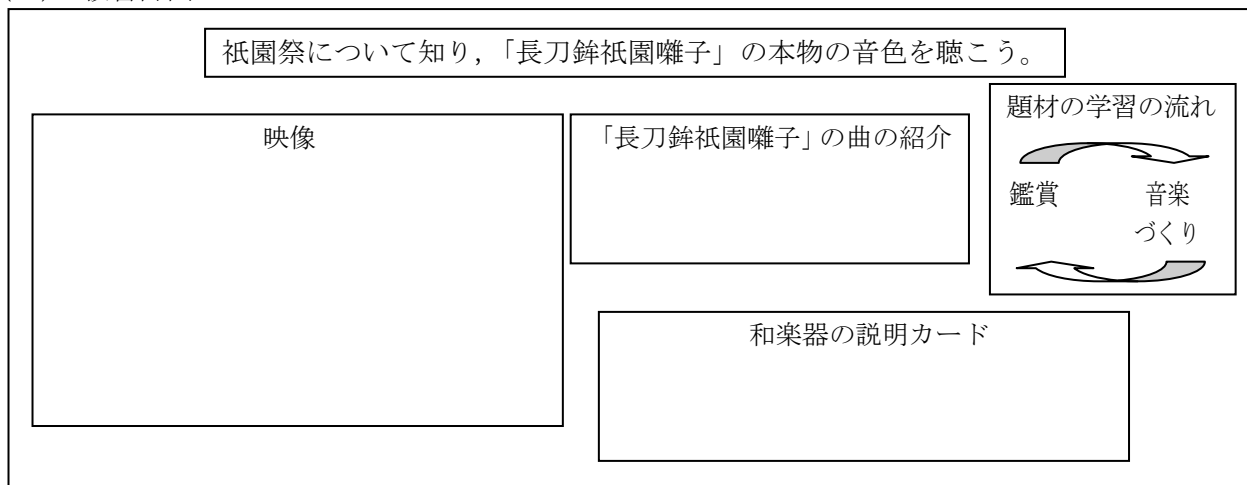 祇園祭について知り,「長刀鉾祇園囃子」の本物の音色を聴こう。
映像
「長刀鉾祇園囃子」の曲の紹介
題材の学習の流れ
鑑賞
音楽
づくり
和楽器の説明カード